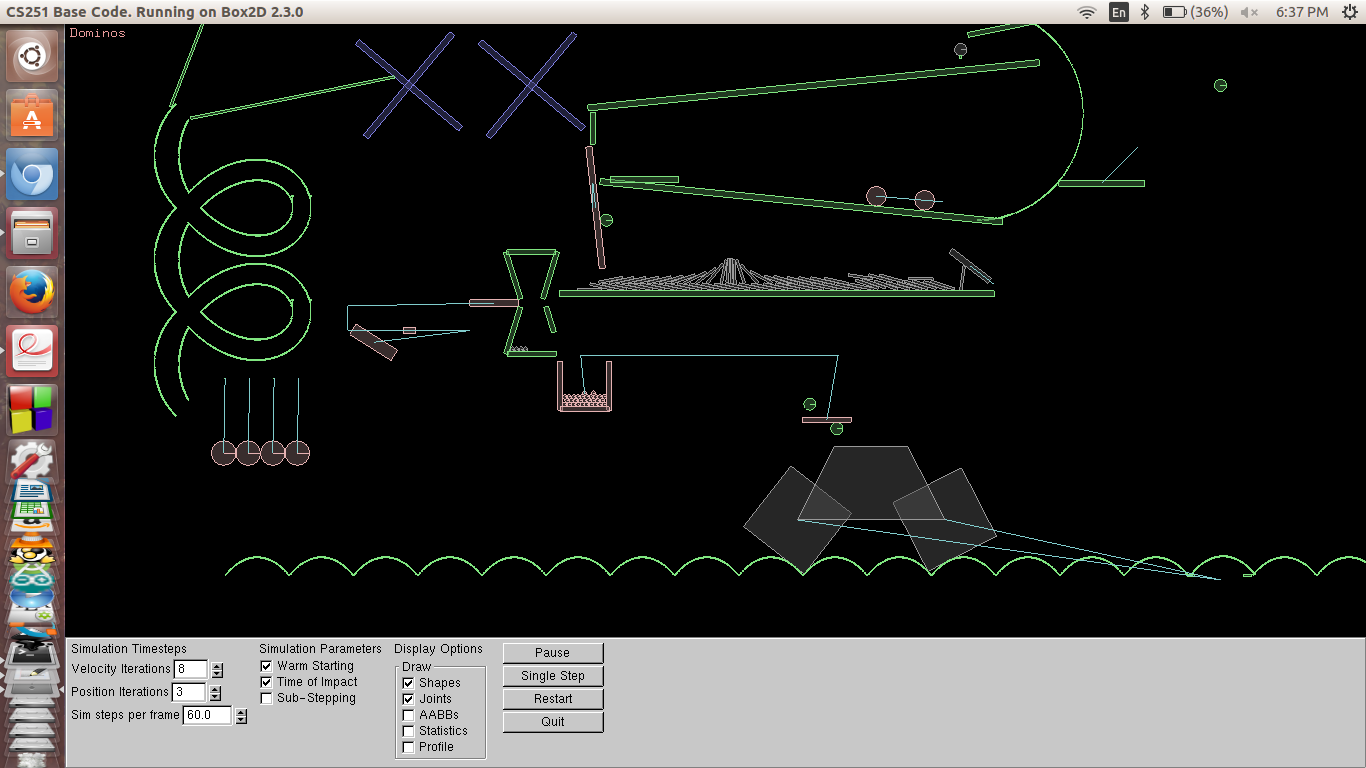 CS251 Base Code. Running on Box2D 2.3.0
En (36%) 6:37 PM
Dominos
Simulation Timesteps
Velocity Iterations 8
Position Iterations 3
Sim steps per frame 60.0
Simulation Parameters
Warm Starting
Time of Impact
Sub-Stepping
Display Options
Draw
Shapes
Joints
AABBs
Statistics
Profile
Pause
Single Step
Restart
Quit